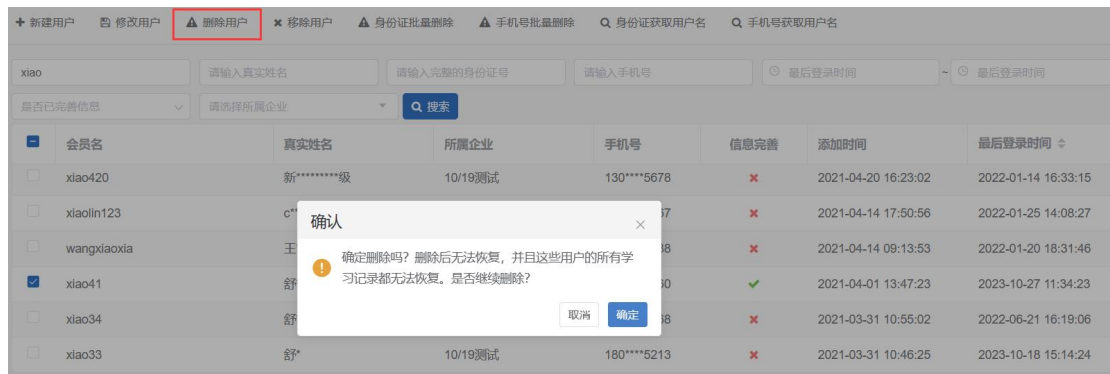 新建用户 修改用户 删除用户 移除用户 身份证批量删除 手机号批量删除 身份证获取用户名 手机号获取用户名
xiao 请输入真实姓名 请输入完整的身份证号 请输入手机号 最后登录时间 ~ 最后登录时间
是否已完善信息 请选择所属企业 搜索
会员名 真实姓名 所属企业 手机号 信息完善 添加时间 最后登录时间
xiao420 新*********级 10/19测试 130****5678 2021-04-20 16:23:02 2022-01-14 16:33:15
xiaolin123 c* 57 2021-04-14 17:50:56 2022-01-25 14:08:27
wangxiaoxia 王 38 2021-04-14 09:13:53 2022-01-20 18:31:46
xiao41 舒 2021-04-01 13:47:23 2023-10-27 11:34:23
xiao34 舒 2021-03-31 10:55:02 2022-06-21 16:19:06
xiao33 舒* 10/19测试 180****5213 2021-03-31 10:46:25 2023-10-18 15:14:24
确认
确定删除吗？删除后无法恢复，并且这些用户的所有学
习记录都无法恢复。是否继续删除？
取消 确定